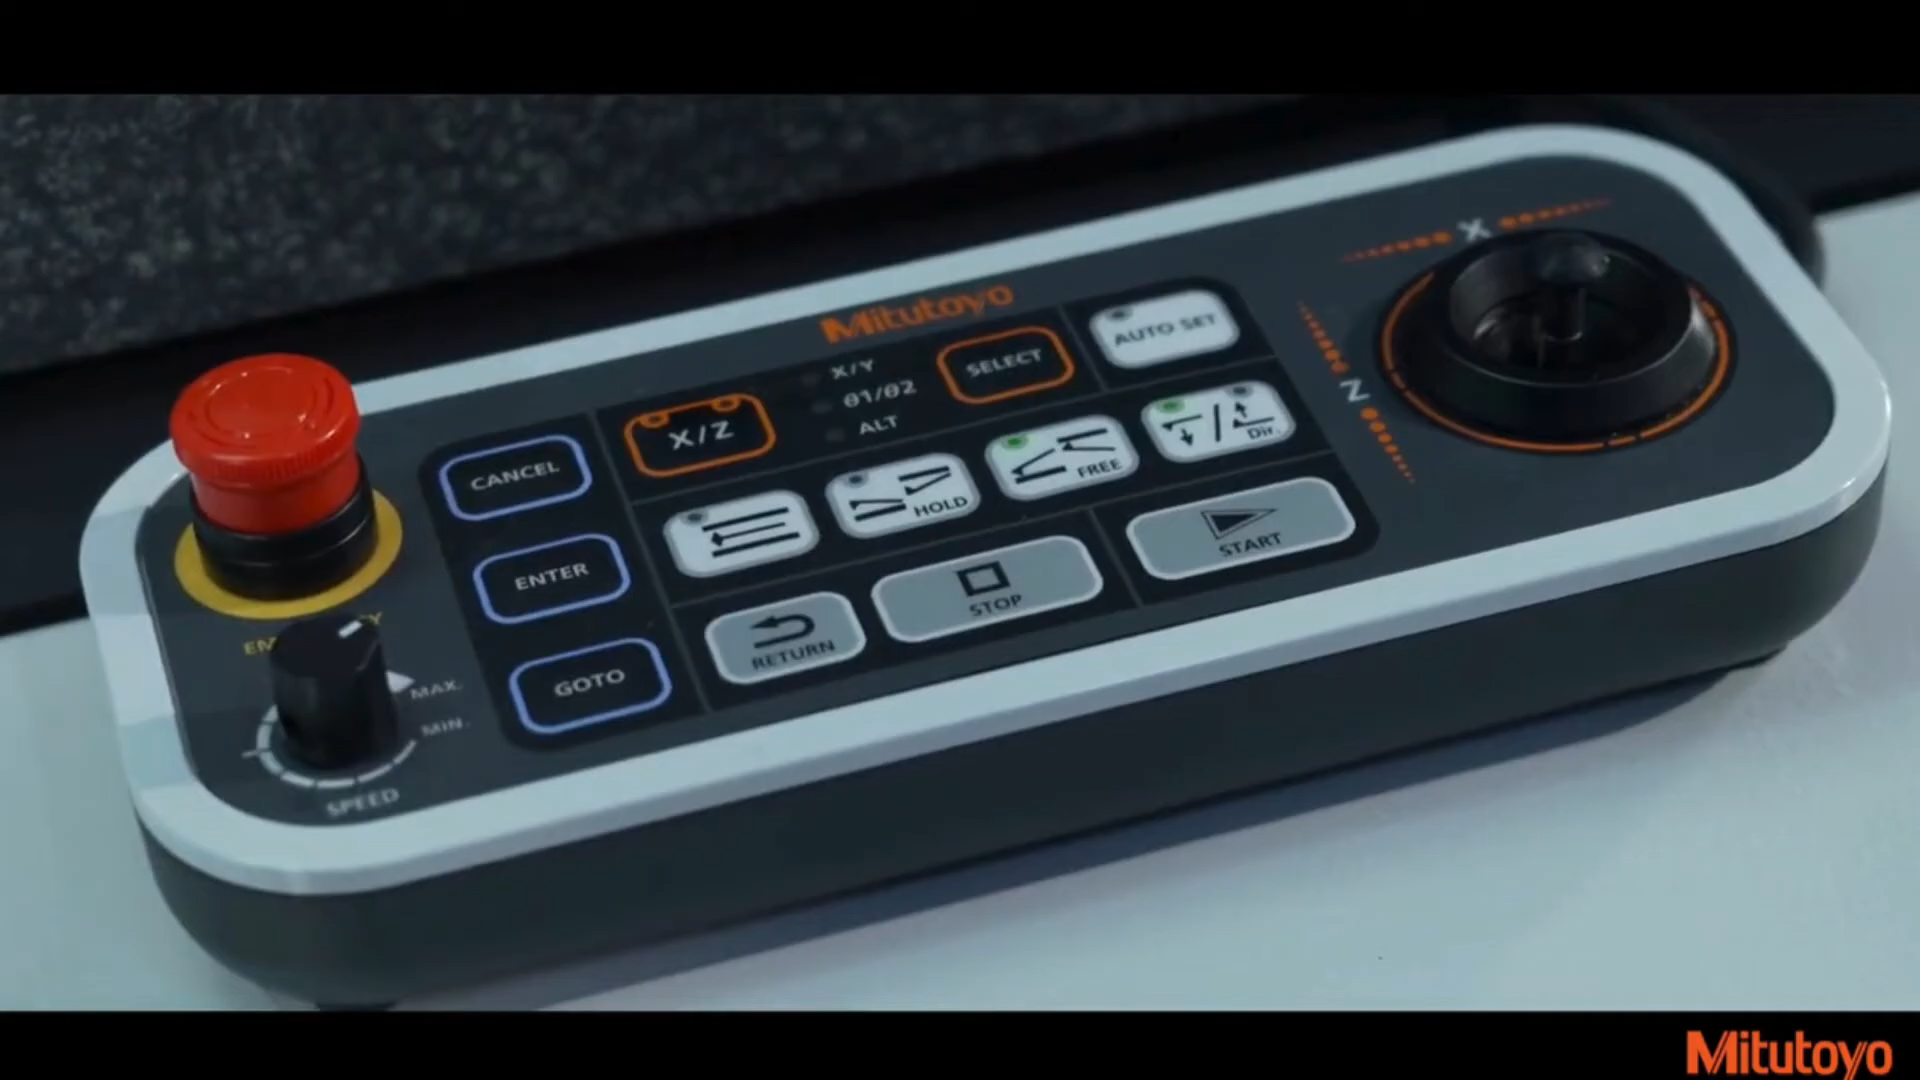 Mitutoyo
X/Y
θ1/θ2
ALT
SELECT
AUTO SET
X/Z
CANCEL
HOLD
FREE
/
Dir.
ENTER
RETURN
STOP
START
GOTO
MAX.
MIN.
SPEED
X
Z
Mitutoyo